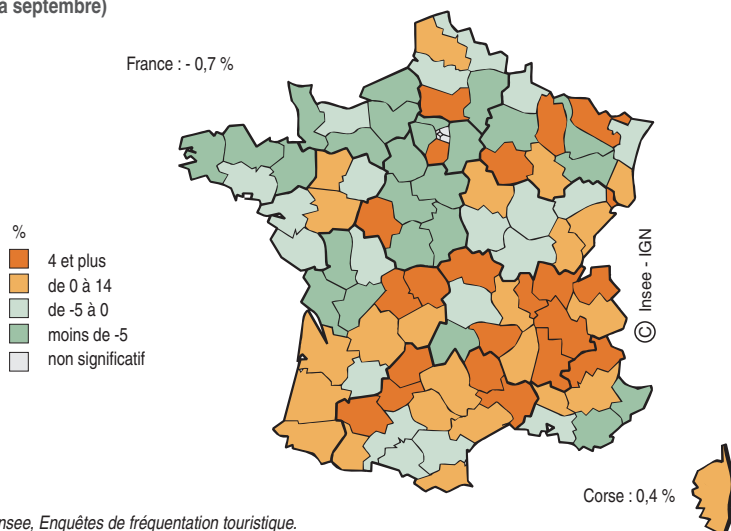 à septembre)
France : - 0,7 %
%
4 et plus
de 0 à 14
de -5 à 0
moins de -5
non significatif
© Insee - IGN
Corse : 0,4 %
nsee, Enquêtes de fréquentation touristique.